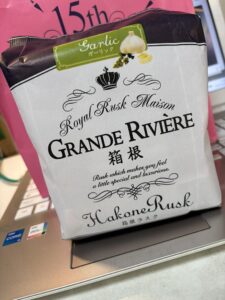 15th
Garlic
ガーリック
Royal Rusk Maison
GRANDE RIVIÈRE
箱根
Rusk which makes you feel
a little special and luxurious.
Hakone Rusk
箱根ラスク